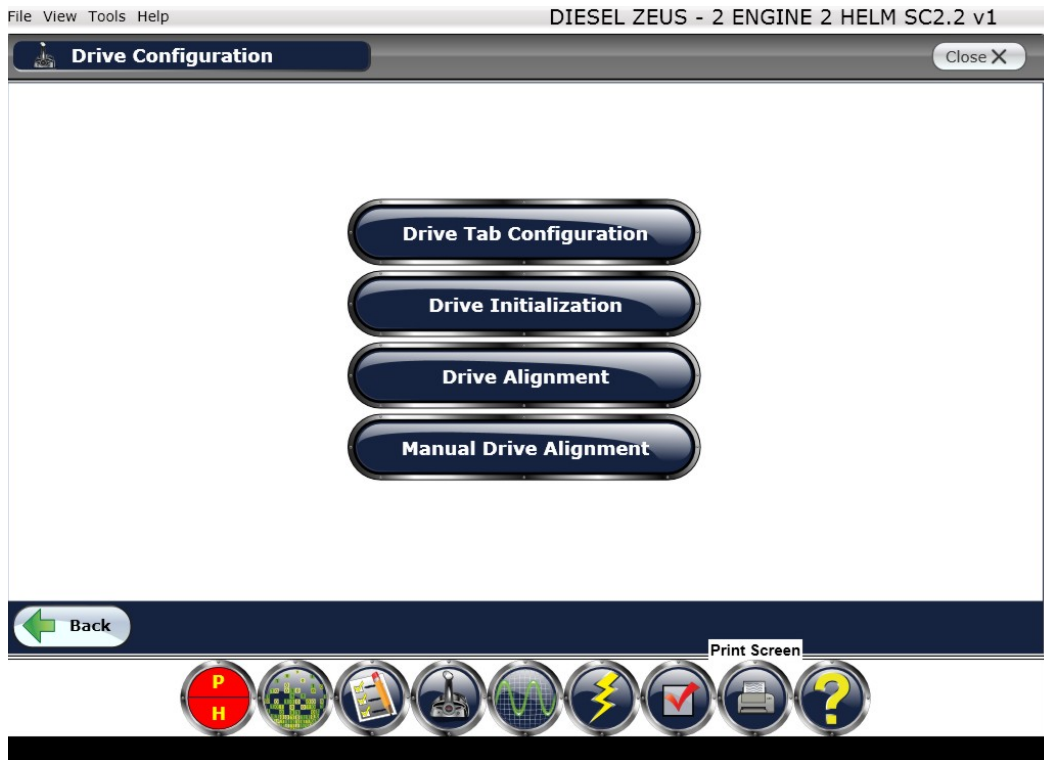 File View Tools Help
DIESEL ZEUS - 2 ENGINE 2 HELM SC2.2 v1
Drive Configuration
Close X
Drive Tab Configuration
Drive Initialization
Drive Alignment
Manual Drive Alignment
Back
Print Screen
P
H
?